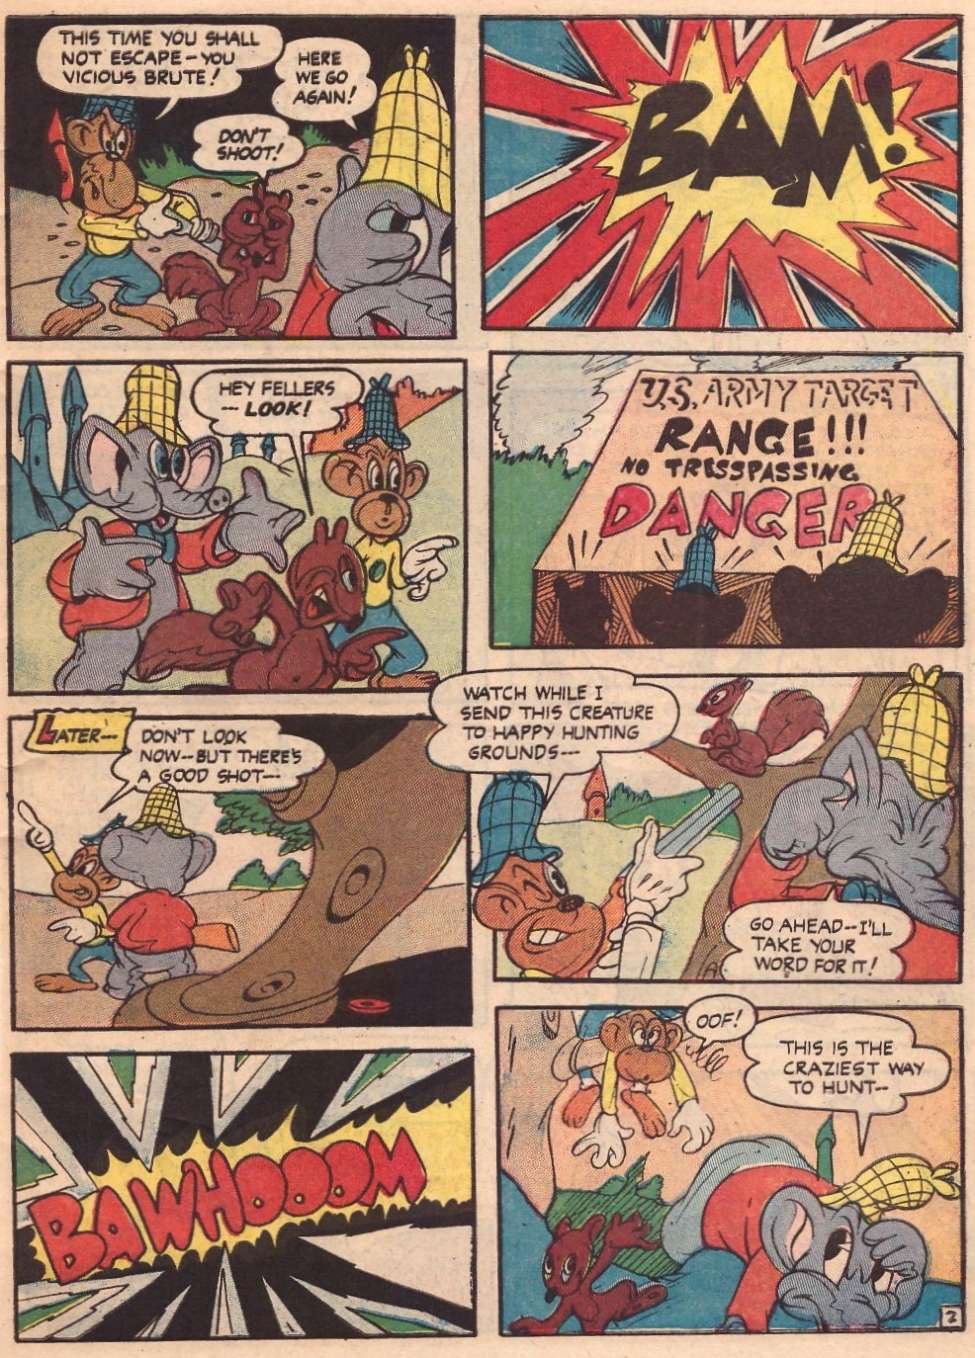 THIS TIME YOU SHALL
NOT ESCAPE-YOU
VICIOUS BRUTE!
HERE
WE GO
AGAIN!
DON'T
SHOOT!
BAM!
HEY FELLERS
--LOOK!
U.S. ARMY TARGET
RANGE!!!
NO TRESSPASSING
DANGER
LATER--
DON'T LOOK
NOW--BUT THERE'S
A GOOD SHOT--
WATCH WHILE I
SEND THIS CREATURE
TO HAPPY HUNTING
GROUNDS---
GO AHEAD--I'LL
TAKE YOUR
WORD FOR IT!
BAWHOOOM
OOF!
THIS IS THE
CRAZIEST WAY
TO HUNT--
2